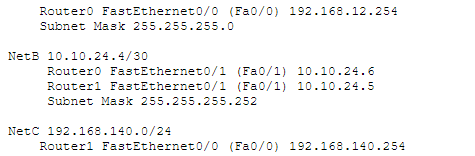 Router0 FastEthernet0/0 (Fa0/0) 192.168.12.254
Subnet Mask 255.255.255.0
NetB 10.10.24.4/30
Router0 FastEthernet0/1 (Fa0/1) 10.10.24.6
Router1 FastEthernet0/1 (Fa0/1) 10.10.24.5
Subnet Mask 255.255.255.252
NetC 192.168.140.0/24
Router1 FastEthernet0/0 (Fa0/0) 192.168.140.254